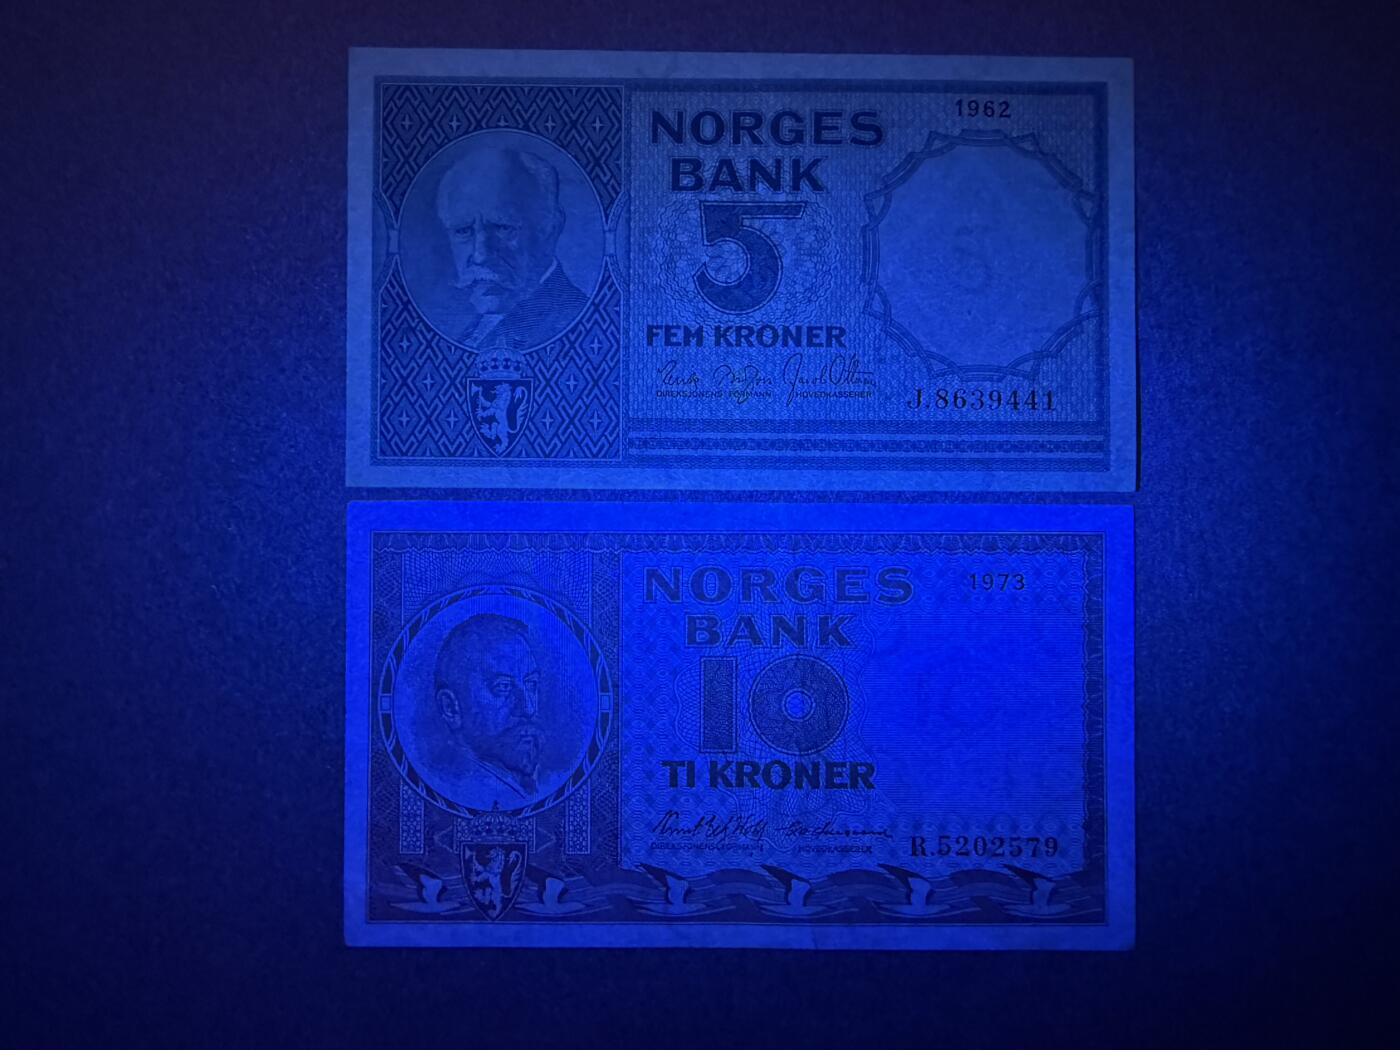 1962
NORGES
BANK
5
FEM KRONER
DIREKSJONENS FORMANN HOVEDKASSERER
J.8639441
NORGES
1973
BANK
10
TI KRONER
DIREKSJONENS FORMANN HOVEDKASSERER
R.5202579